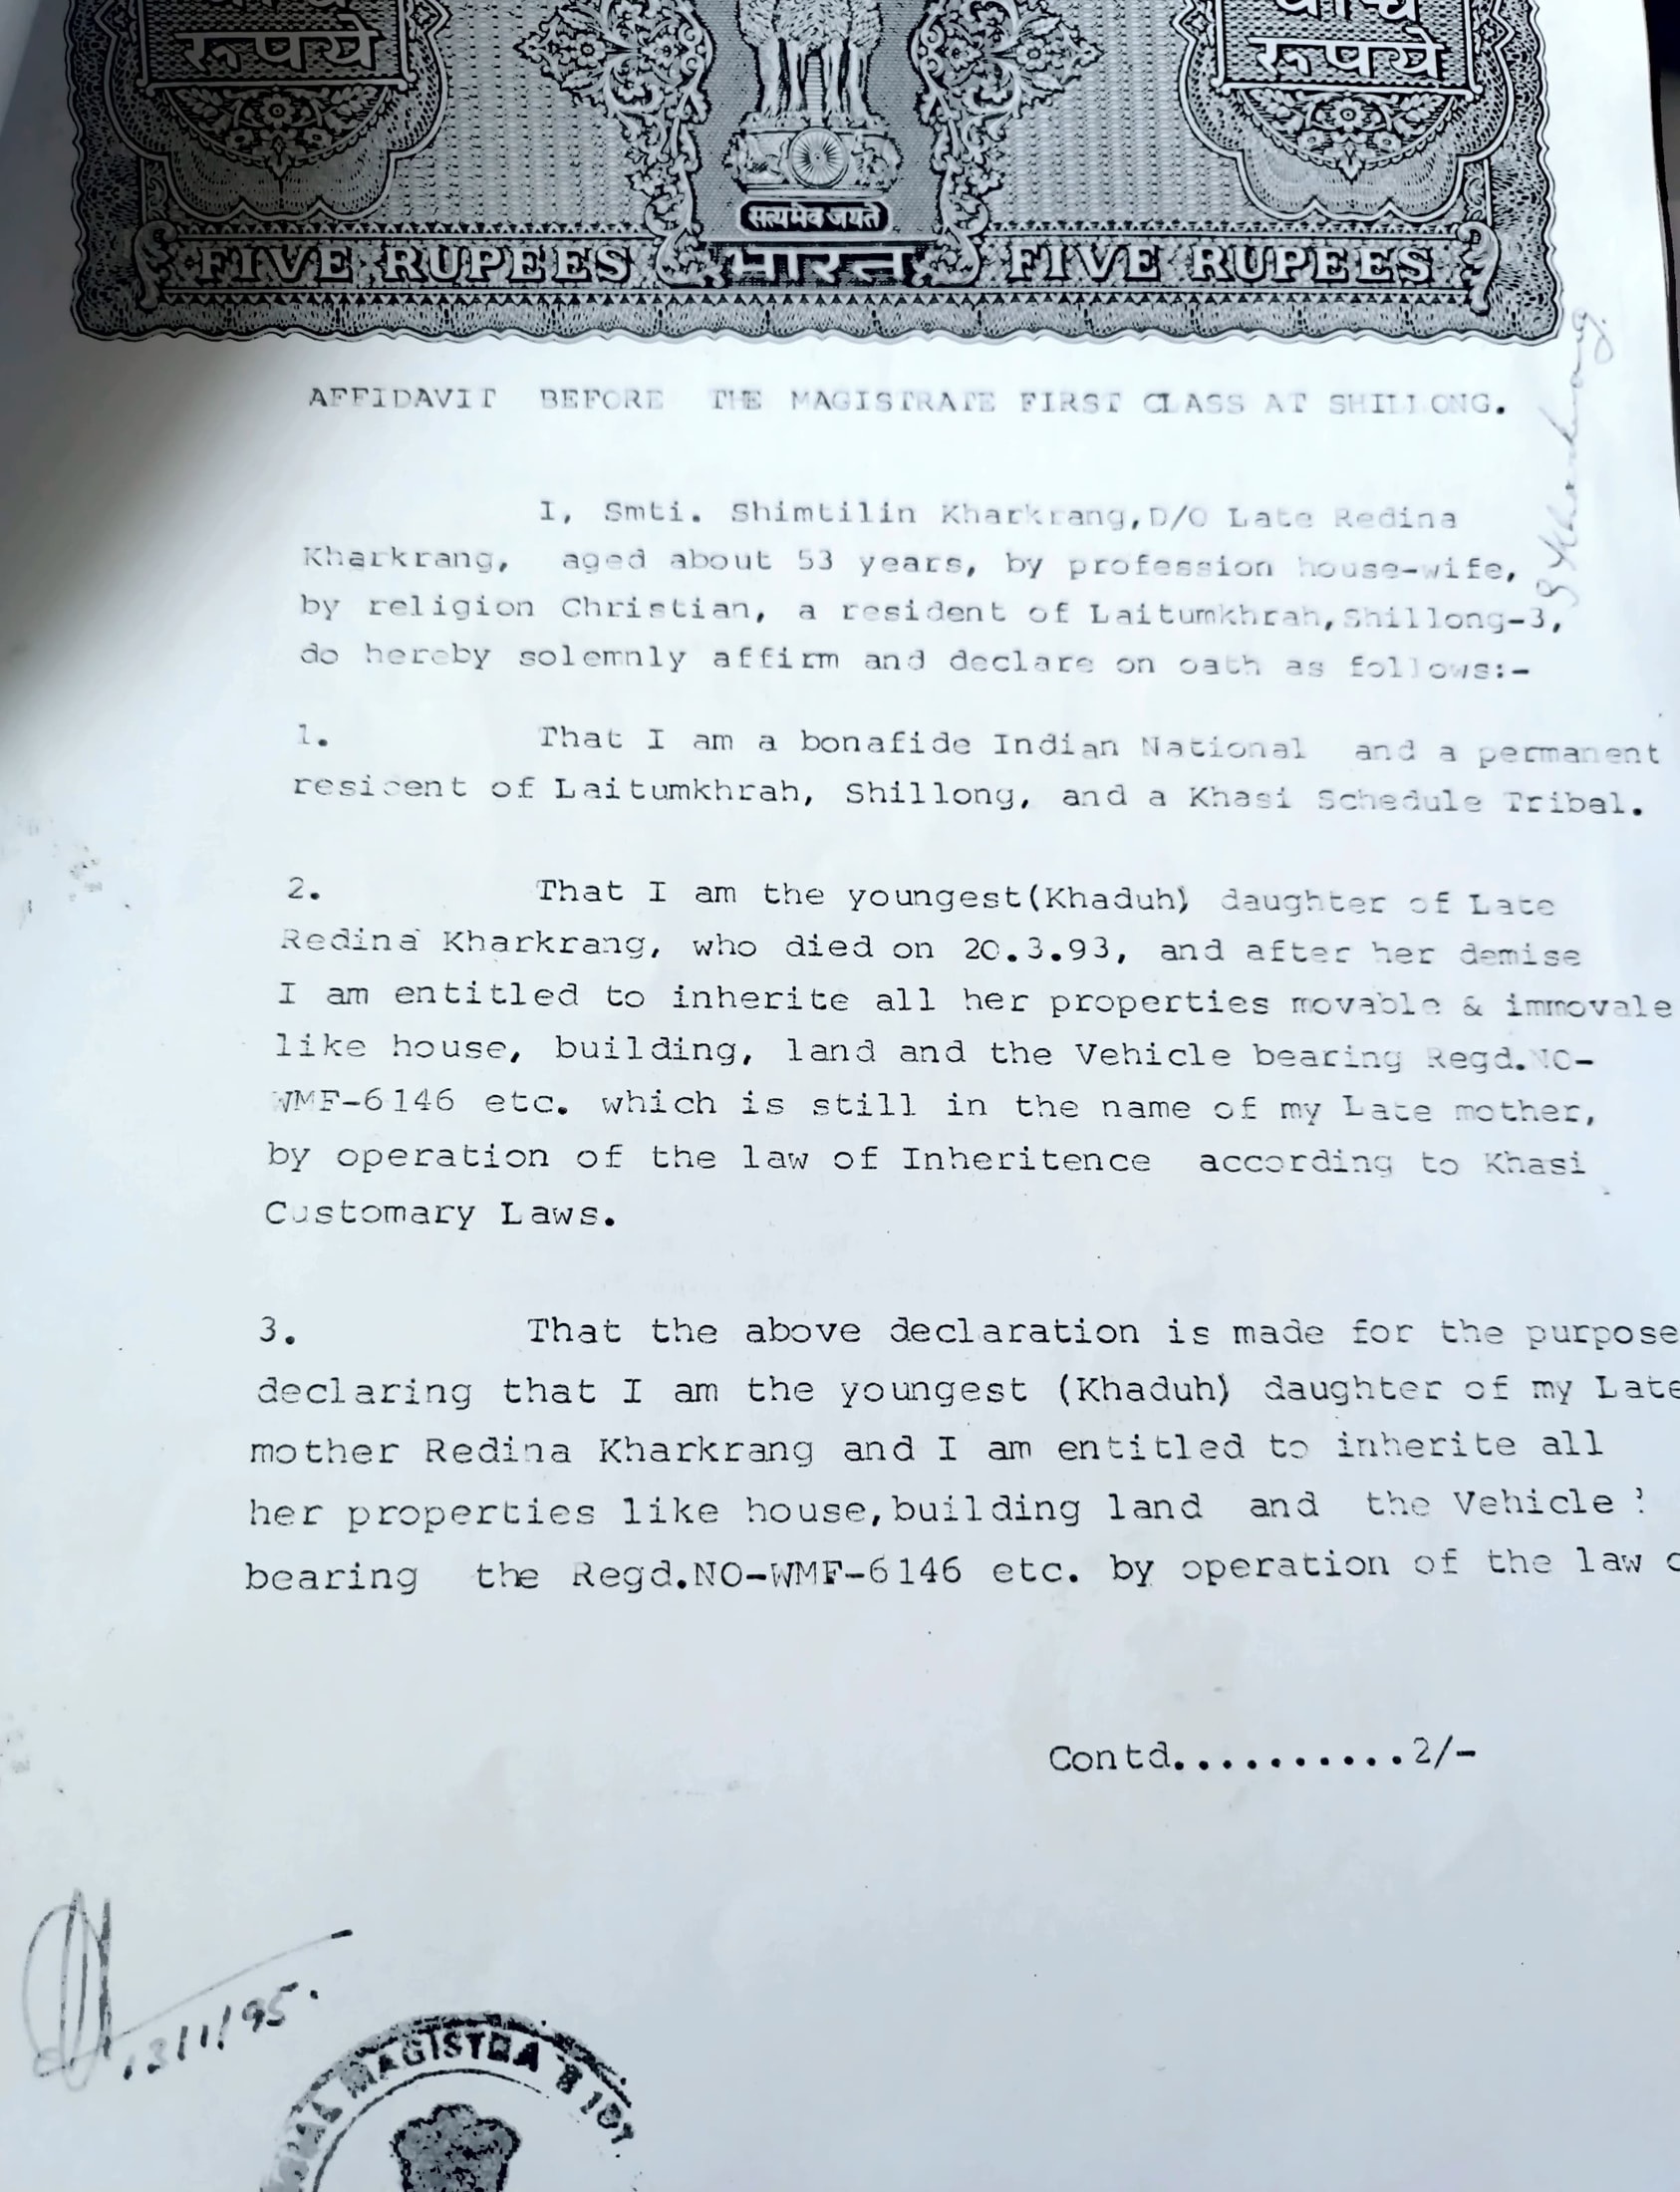 रूपये
पाँच
रूपये
सत्यमेव जयते
FIVE RUPEES भारत FIVE RUPEES
AFFIDAVIT BEFORE THE MAGISTRATE FIRST CLASS AT SHILLONG.
I, Smti. Shimtilin Kharkrang,D/O Late Redina
Kharkrang, aged about 53 years, by profession house-wife,
by religion Christian, a resident of Laitumkhrah,Shillong-3,
do hereby solemnly affirm and declare on oath as follows:-
1. That I am a bonafide Indian National and a permanent
resident of Laitumkhrah, Shillong, and a Khasi Schedule Tribal.
2. That I am the youngest(Khaduh) daughter of Late
Redina Kharkrang, who died on 20.3.93, and after her demise
I am entitled to inherite all her properties movable & immovale
like house, building, land and the Vehicle bearing Regd.NO-
WMF-6146 etc. which is still in the name of my Late mother,
by operation of the law of Inheritence according to Khasi
Customary Laws.
3. That the above declaration is made for the purpose
declaring that I am the youngest (Khaduh) daughter of my Late
mother Redina Kharkrang and I am entitled to inherite all
her properties like house,building land and the Vehicle
bearing the Regd.NO-WMF-6146 etc. by operation of the law
Contd..........2/-
13/1/95.
MAGISTRA